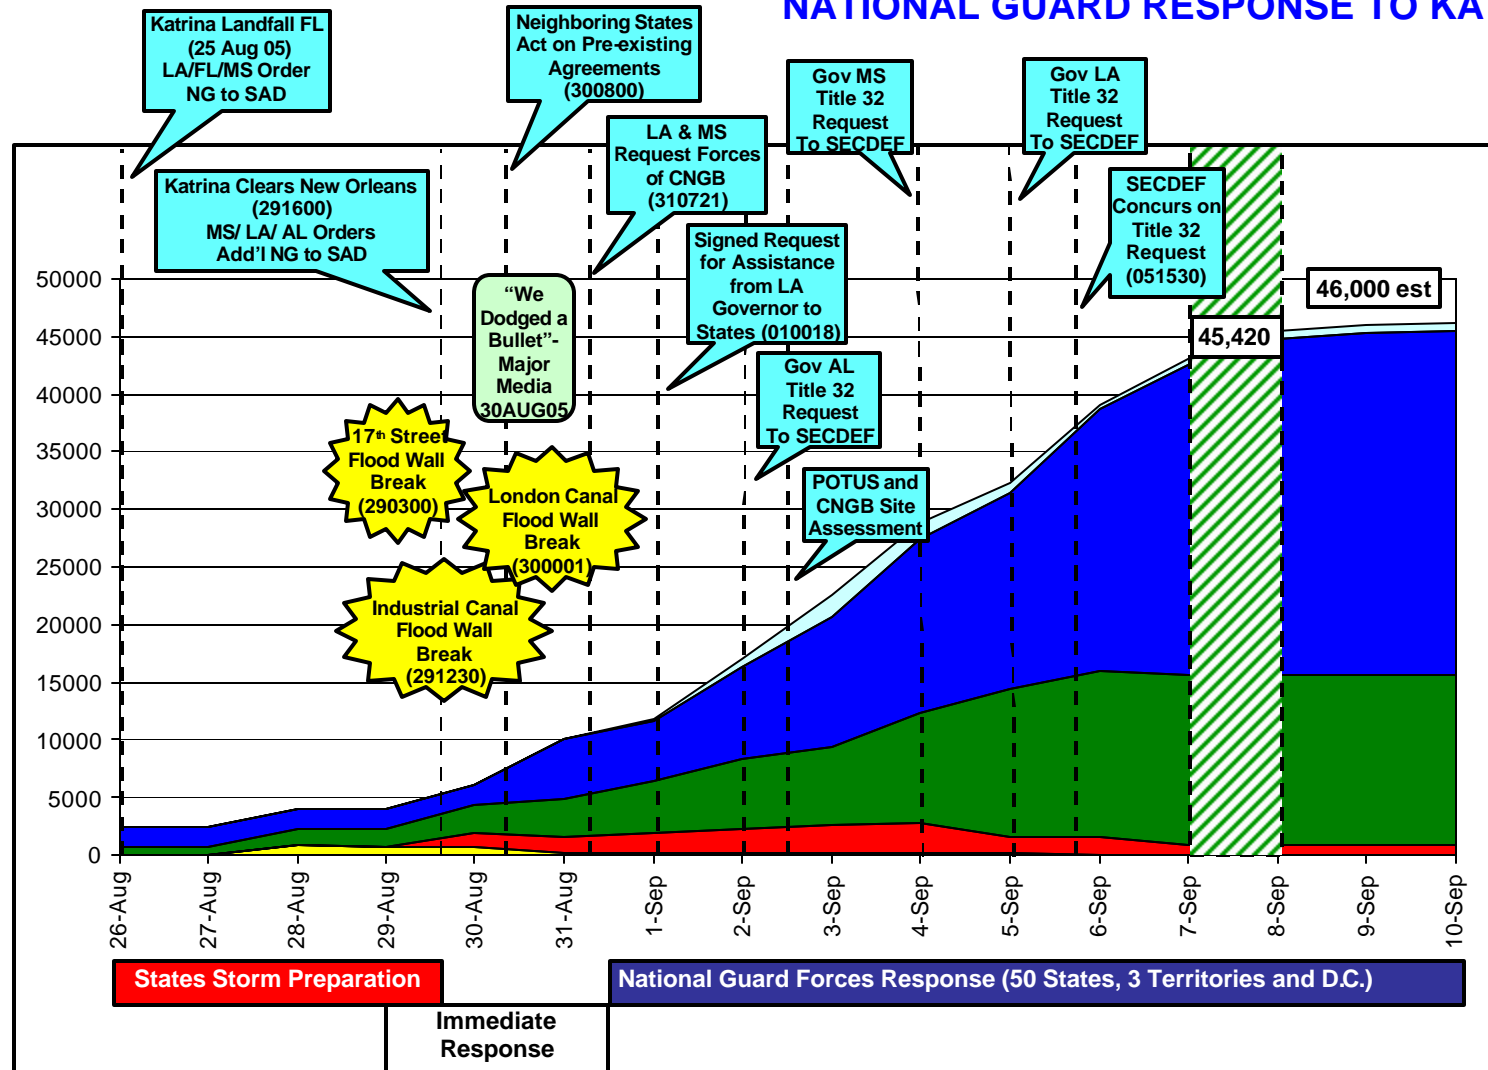 NATIONAL GUARD RESPONSE TO KA
Katrina Landfall FL
(25 Aug 05)
LA/FL/MS Order
NG to SAD
Neighboring States
Act on Pre-existing
Agreements
(300800)
Gov MS
Title 32
Request
To SECDEF
Gov LA
Title 32
Request
To SECDEF
LA & MS
Request Forces
of CNGB
(310721)
Katrina Clears New Orleans
(291600)
MS/ LA/ AL Orders
Add'l NG to SAD
SECDEF
Concurs on
Title 32
Request
(051530)
Signed Request
for Assistance
from LA
Governor to
States (010018)
“We
Dodged a
Bullet”-
Major
Media
30AUG05
46,000 est
45,420
Gov AL
Title 32
Request
To SECDEF
17th Street
Flood Wall
Break
(290300)
London Canal
Flood Wall
Break
(300001)
POTUS and
CNGB Site
Assessment
Industrial Canal
Flood Wall
Break
(291230)
50000
45000
40000
35000
30000
25000
20000
15000
10000
5000
0
26-Aug
27-Aug
28-Aug
29-Aug
30-Aug
31-Aug
1-Sep
2-Sep
3-Sep
4-Sep
5-Sep
6-Sep
7-Sep
8-Sep
9-Sep
10-Sep
States Storm Preparation
National Guard Forces Response (50 States, 3 Territories and D.C.)
Immediate
Response